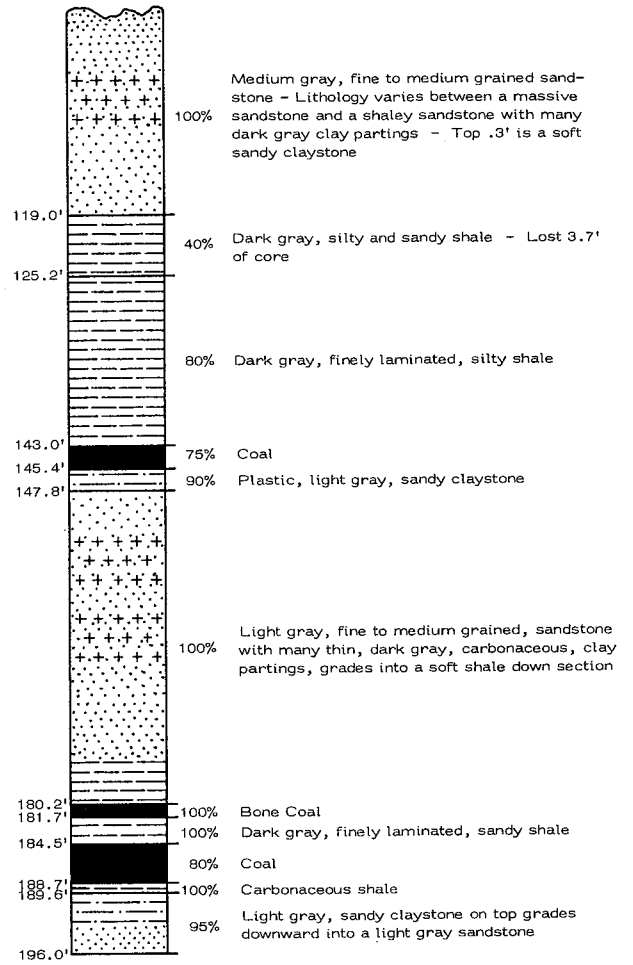 Medium gray, fine to medium grained sand-
stone - Lithology varies between a massive
100% sandstone and a shaley sandstone with many
dark gray clay partings - Top .3' is a soft
sandy claystone
119.0'
40% Dark gray, silty and sandy shale - Lost 3.7'
of core
125.2'
80% Dark gray, finely laminated, silty shale
143.0'
75% Coal
145.4'
90% Plastic, light gray, sandy claystone
147.8'
Light gray, fine to medium grained, sandstone
100% with many thin, dark gray, carbonaceous, clay
partings, grades into a soft shale down section
180.2'
100% Bone Coal
181.7'
100% Dark gray, finely laminated, sandy shale
184.5'
80% Coal
188.7'
100% Carbonaceous shale
189.6'
95% Light gray, sandy claystone on top grades
downward into a light gray sandstone
196.0'